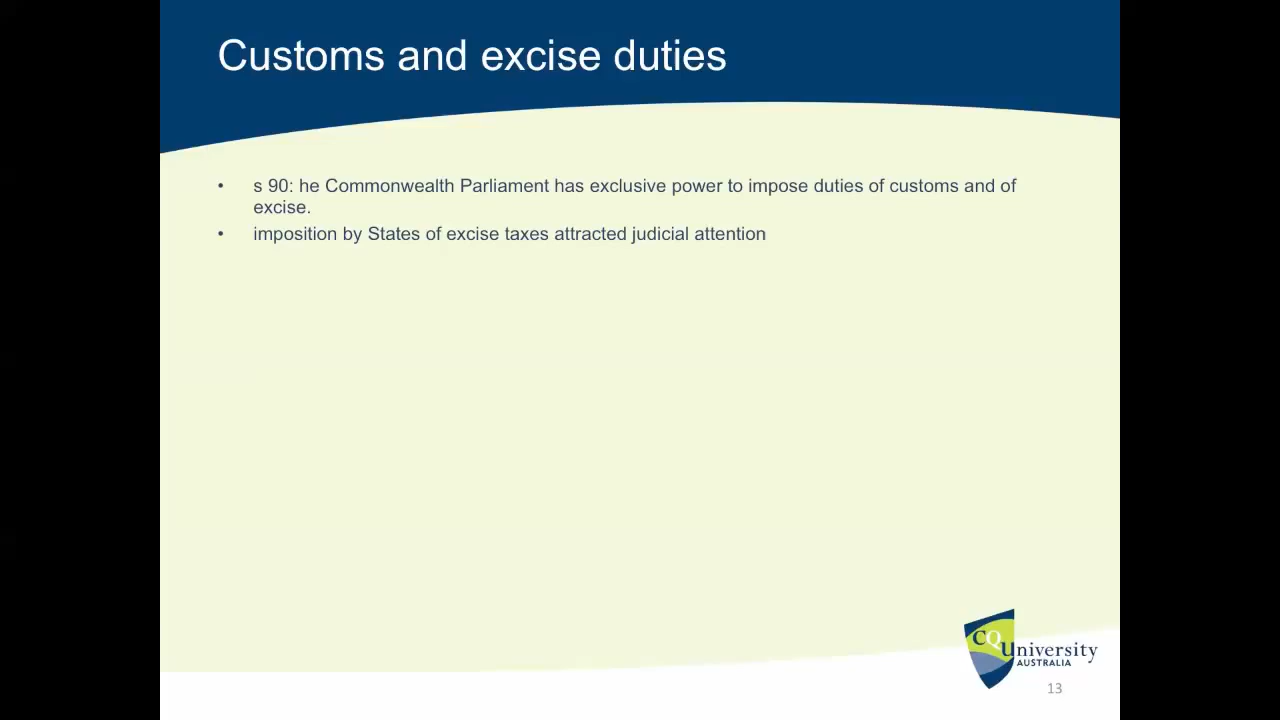 Customs and excise duties
• s 90: he Commonwealth Parliament has exclusive power to impose duties of customs and of
excise.
• imposition by States of excise taxes attracted judicial attention
CQUniversity
AUSTRALIA
13